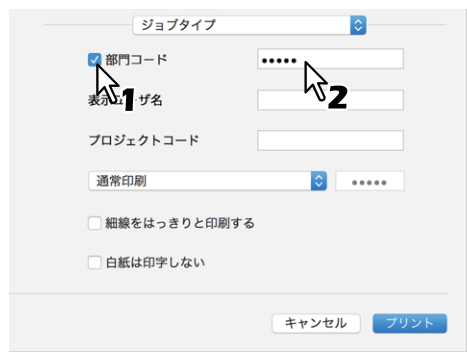 ジョブタイプ
部門コード •••••
1 2
表示ユーザ名
プロジェクトコード
通常印刷 •••••
細線をはっきりと印刷する
白紙は印字しない
キャンセル プリント